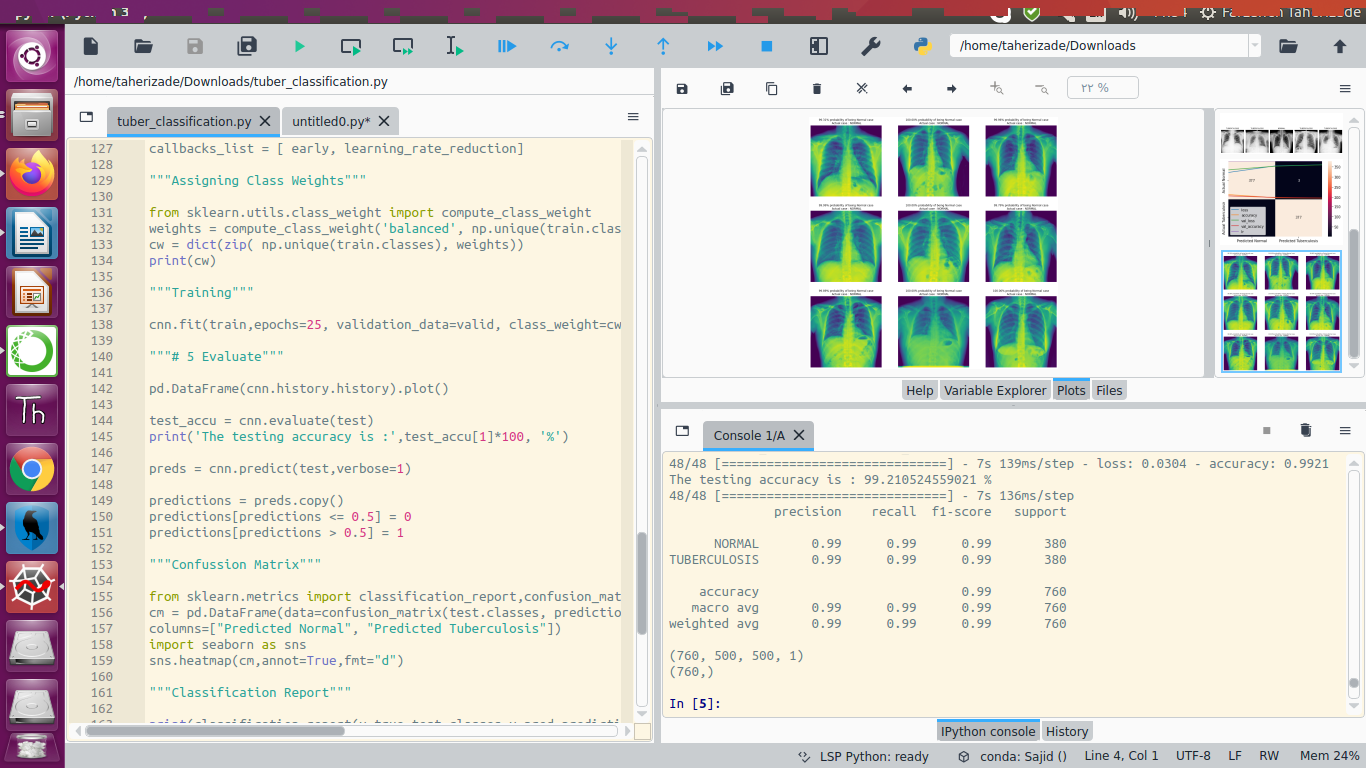 /home/taherizade/Downloads
/home/taherizade/Downloads/tuber_classification.py
tuber_classification.py
untitled0.py*
127 callbacks_list = [ early, learning_rate_reduction]
128
129 """Assigning Class Weights"""
130
131 from sklearn.utils.class_weight import compute_class_weight
132 weights = compute_class_weight('balanced', np.unique(train.clas
133 cw = dict(zip( np.unique(train.classes), weights))
134 print(cw)
135
136 """Training"""
137
138 cnn.fit(train,epochs=25, validation_data=valid, class_weight=cw
139
140 """# 5 Evaluate"""
141
142 pd.DataFrame(cnn.history.history).plot()
143
144 test_accu = cnn.evaluate(test)
145 print('The testing accuracy is :',test_accu[1]*100, '%')
146
147 preds = cnn.predict(test,verbose=1)
148
149 predictions = preds.copy()
150 predictions[predictions <= 0.5] = 0
151 predictions[predictions > 0.5] = 1
152
153 """Confussion Matrix"""
154
155 from sklearn.metrics import classification_report,confusion_mat
156 cm = pd.DataFrame(data=confusion_matrix(test.classes, predictio
157 columns=["Predicted Normal", "Predicted Tuberculosis"])
158 import seaborn as sns
159 sns.heatmap(cm,annot=True,fmt="d")
160
161 """Classification Report"""
162
Th
۲۲ %
Predicted Normal Predicted Tuberculosis
Help Variable Explorer Plots Files
Console 1/A
48/48 [==============================] - 7s 139ms/step - loss: 0.0304 - accuracy: 0.9921
The testing accuracy is : 99.210524559021 %
48/48 [==============================] - 7s 136ms/step
precision recall f1-score support
NORMAL 0.99 0.99 0.99 380
TUBERCULOSIS 0.99 0.99 0.99 380
accuracy 0.99 760
macro avg 0.99 0.99 0.99 760
weighted avg 0.99 0.99 0.99 760
(760, 500, 500, 1)
(760,)
In [5]:
IPython console History
LSP Python: ready conda: Sajid () Line 4, Col 1 UTF-8 LF RW Mem 24%